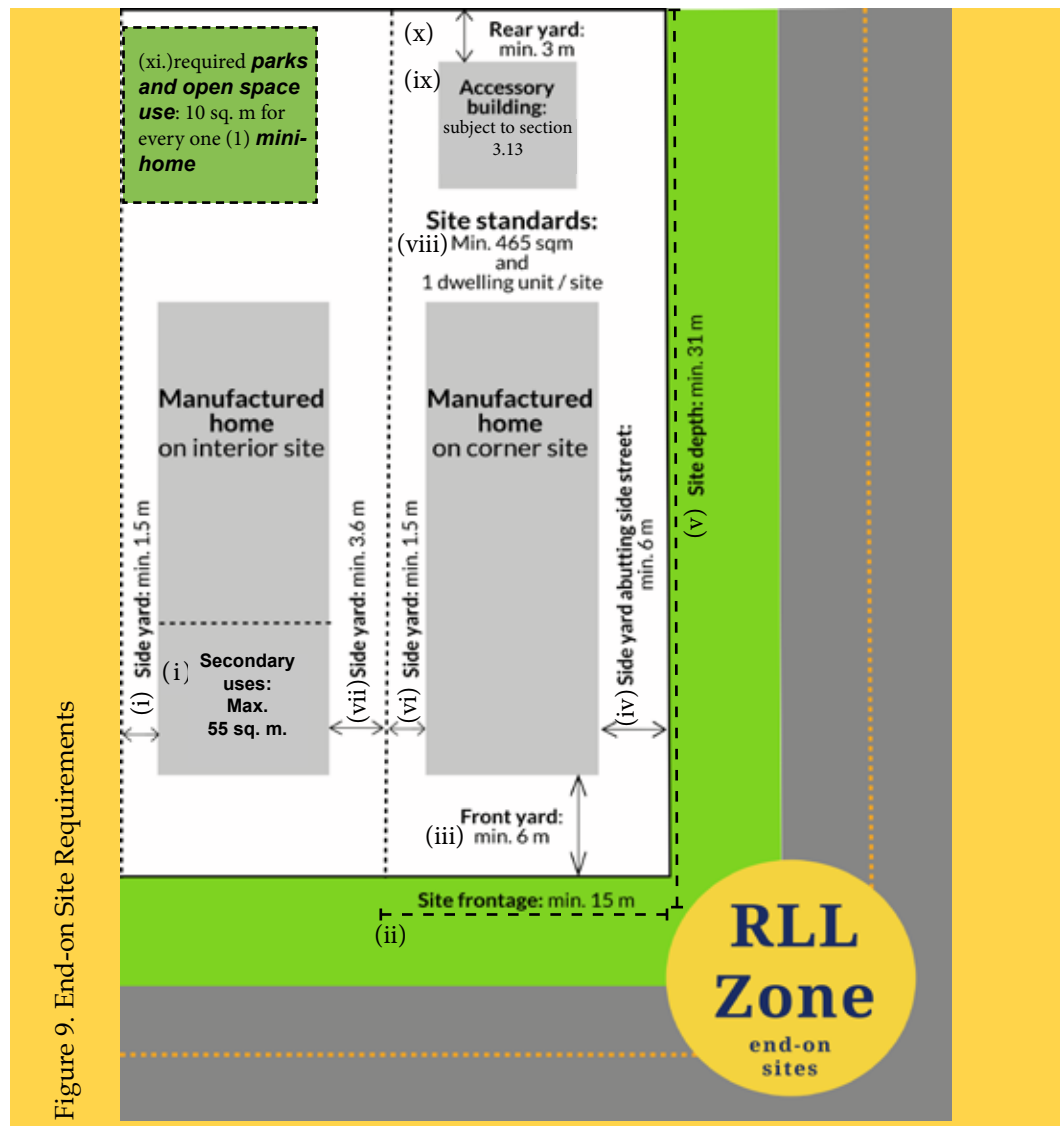 (xi.)required parks
and open space
use: 10 sq. m for
every one (1) mini-
home
(x)
Rear yard:
min. 3 m
(ix)
Accessory
building:
subject to section
3.13
Site standards:
(viii) Min. 465 sqm
and
1 dwelling unit / site
Manufactured
home
on interior site
Manufactured
home
on corner site
(i) Side yard: min. 1.5 m
(i) Secondary
uses:
Max.
55 sq. m.
(vii) Side yard: min. 3.6 m
(vi) Side yard: min. 1.5 m
(iv) Side yard abutting side street:
min. 6 m
(v) Site depth: min. 31 m
Front yard:
(iii) min. 6 m
Site frontage: min. 15 m
(ii)
RLL
Zone
end-on
sites
Figure 9. End-on Site Requirements